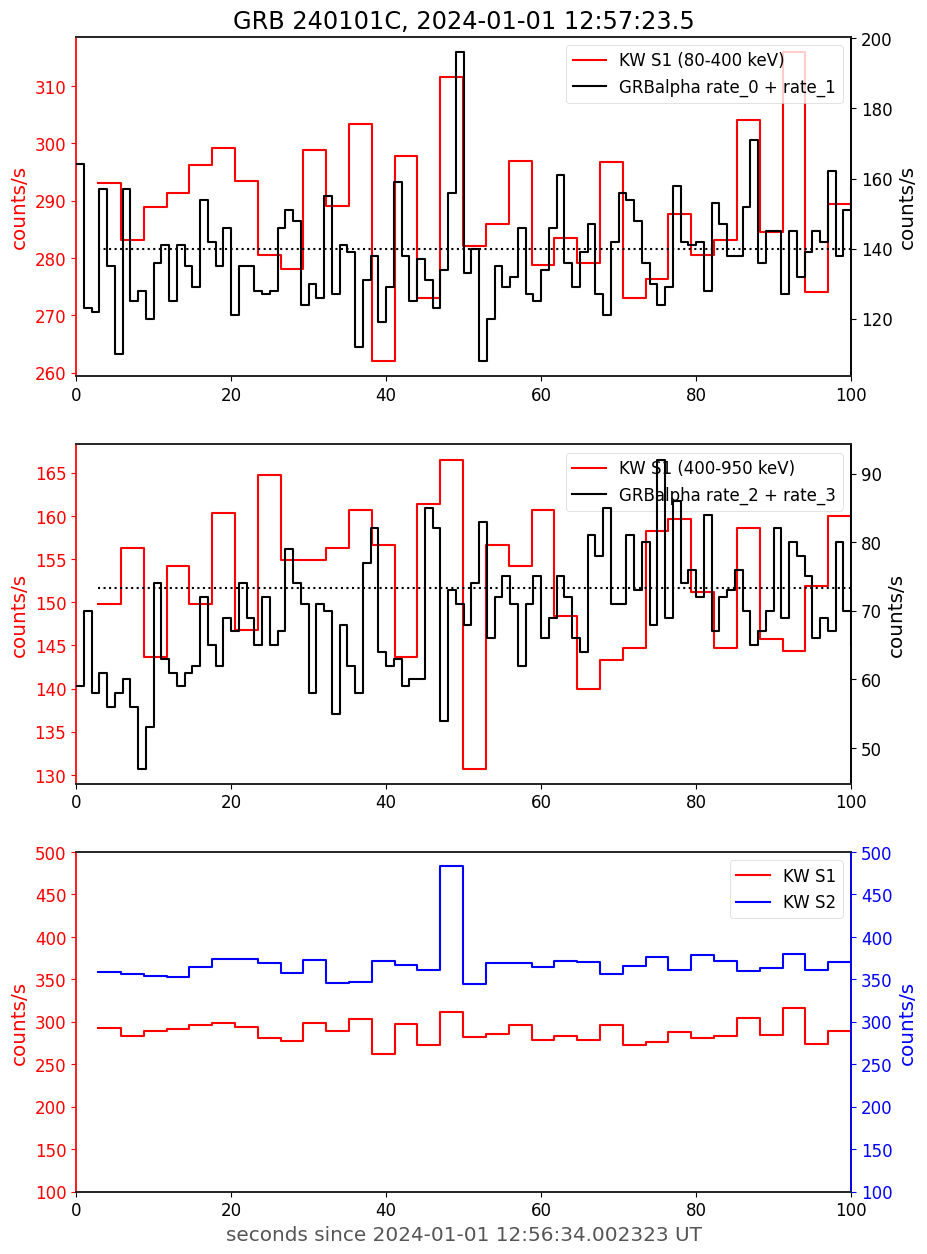 GRB 240101C, 2024-01-01 12:57:23.5
KW S1 (80-400 keV)
GRBalpha rate_0 + rate_1
counts/s
counts/s
310
300
290
280
270
260
200
180
160
140
120
0 20 40 60 80 100
KW S1 (400-950 keV)
GRBalpha rate_2 + rate_3
counts/s
counts/s
165
160
155
150
145
140
135
130
90
80
70
60
50
0 20 40 60 80 100
KW S1
KW S2
counts/s
counts/s
500
450
400
350
300
250
200
150
100
500
450
400
350
300
250
200
150
100
0 20 40 60 80 100
seconds since 2024-01-01 12:56:34.002323 UT